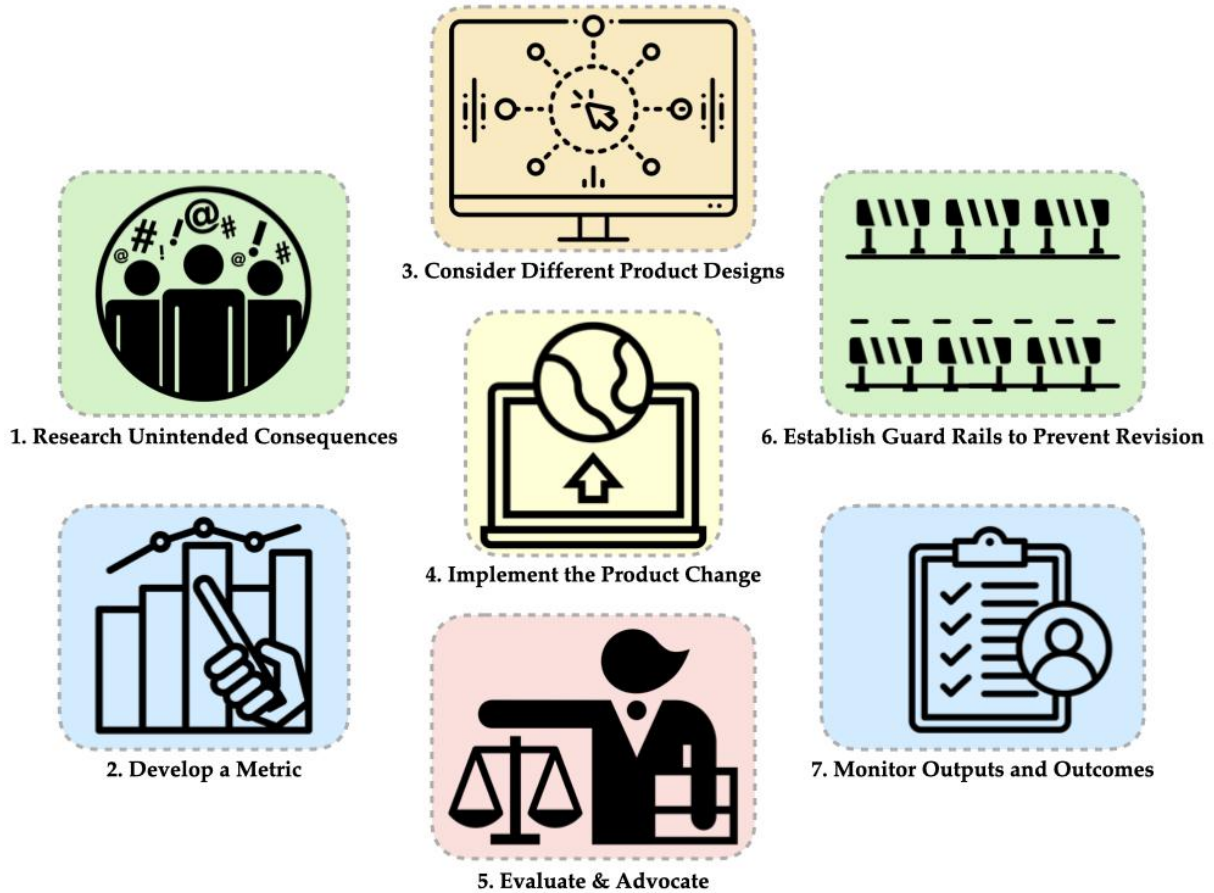 1. Research Unintended Consequences
2. Develop a Metric
3. Consider Different Product Designs
4. Implement the Product Change
5. Evaluate & Advocate
6. Establish Guard Rails to Prevent Revision
7. Monitor Outputs and Outcomes